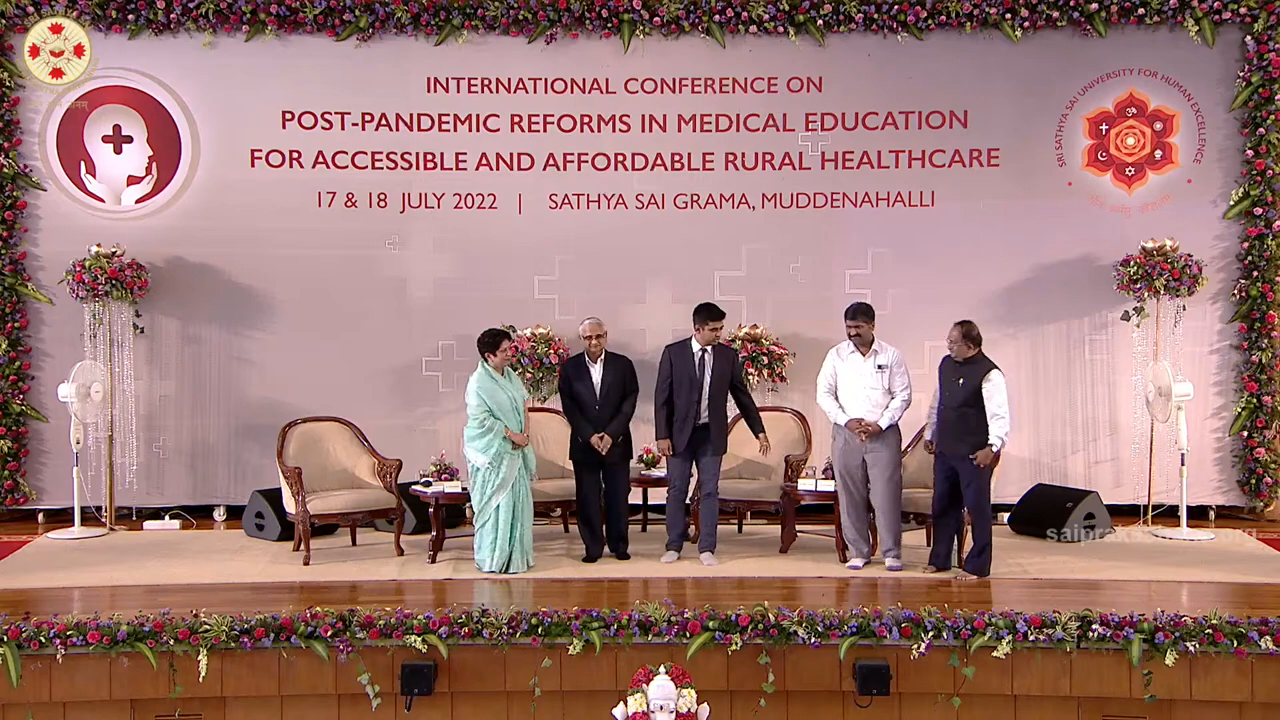 INTERNATIONAL CONFERENCE ON
POST-PANDEMIC REFORMS IN MEDICAL EDUCATION
FOR ACCESSIBLE AND AFFORDABLE RURAL HEALTHCARE
17 & 18 JULY 2022 | SATHYA SAI GRAMA, MUDDENAHALLI
SRI SATHYA SAI UNIVERSITY FOR HUMAN EXCELLENCE